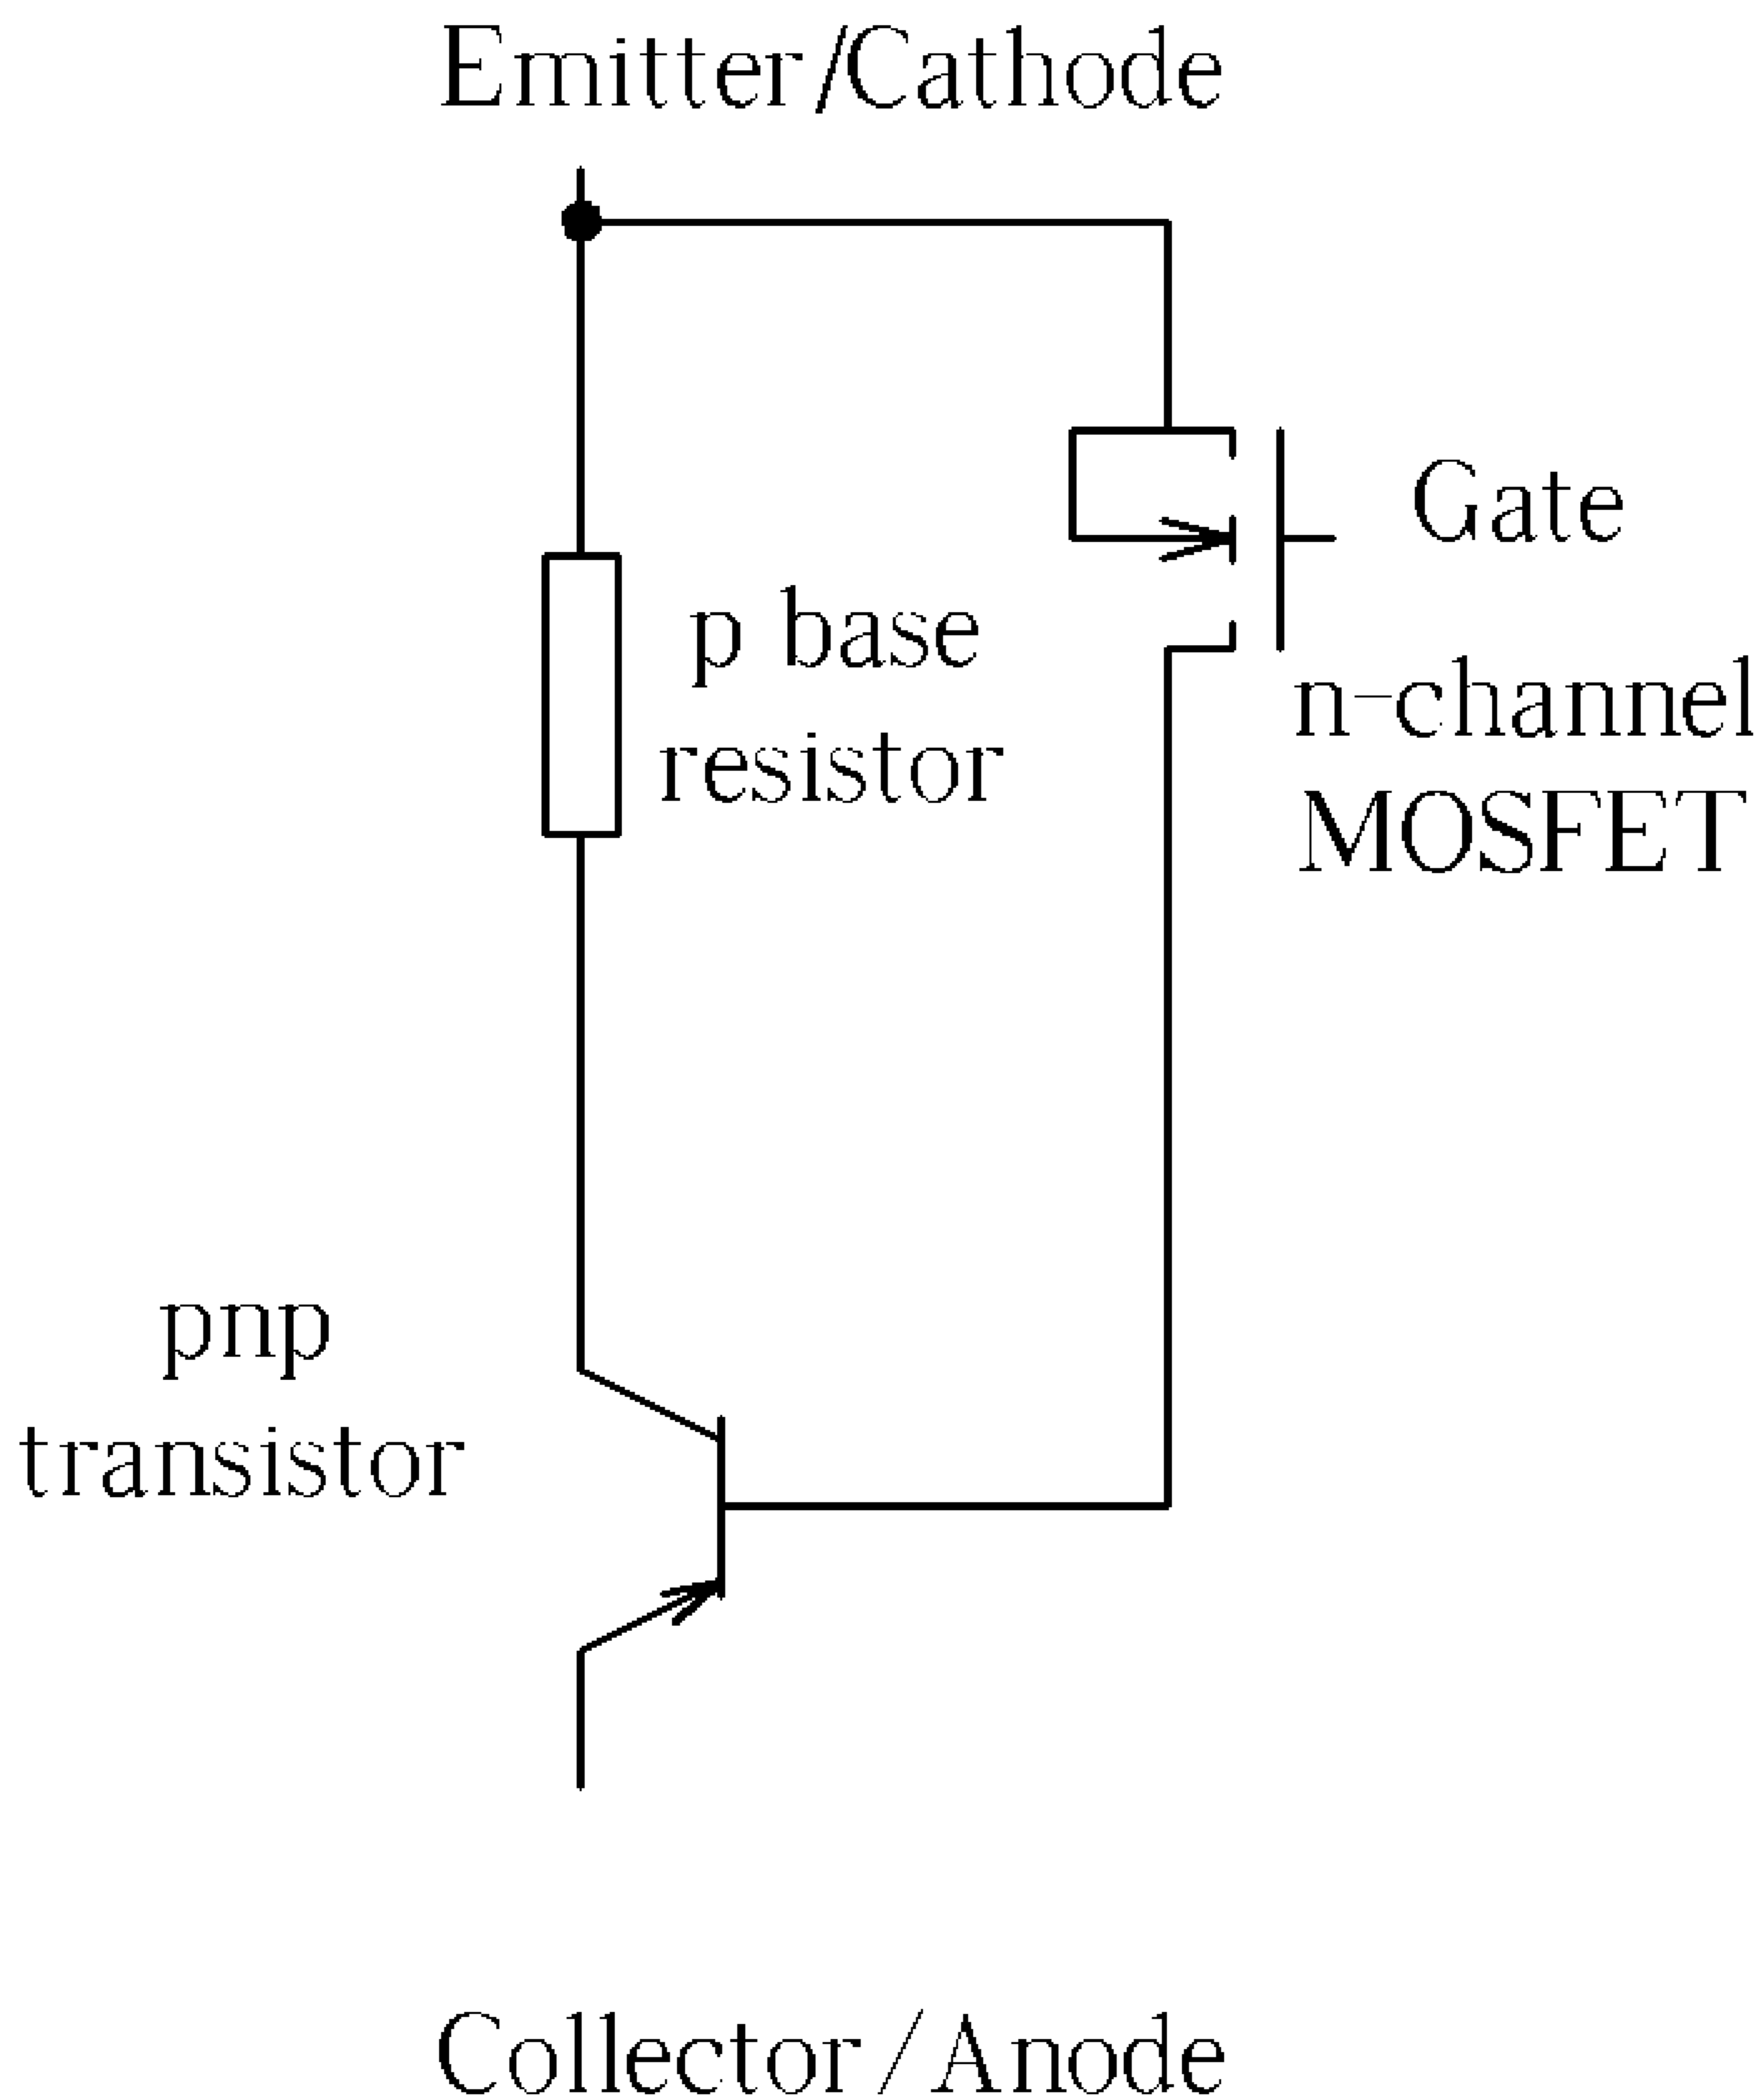 Emitter/Cathode
Gate
p base
resistor
n-channel
MOSFET
pnp
transistor
Collector/Anode